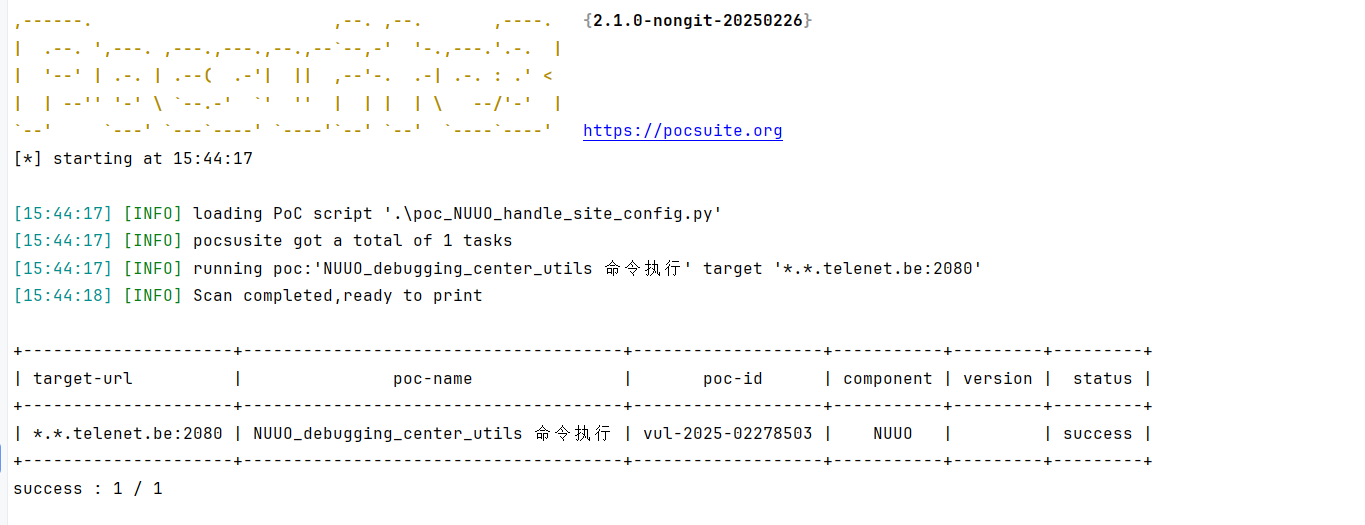 {2.1.0-nongit-20250226}
https://pocsuite.org
[*] starting at 15:44:17
[15:44:17] [INFO] loading PoC script '.\poc_NUUO_handle_site_config.py'
[15:44:17] [INFO] pocsusite got a total of 1 tasks
[15:44:17] [INFO] running poc:'NUUO_debugging_center_utils 命令执行' target '*.*.telenet.be:2080'
[15:44:18] [INFO] Scan completed,ready to print
| target-url | poc-name | poc-id | component | version | status |
| *.*.telenet.be:2080 | NUUO_debugging_center_utils 命令执行 | vul-2025-02278503 | NUUO | | success |
success : 1 / 1